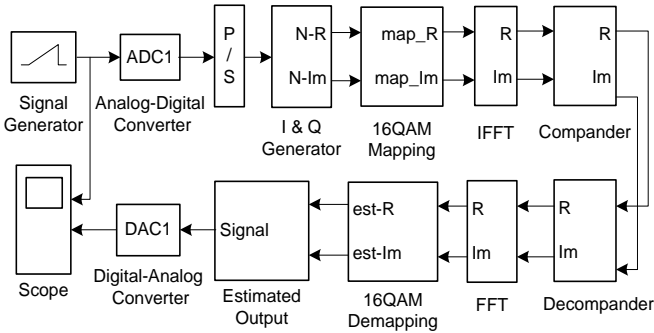 Signal
Generator
ADC1
Analog-Digital
Converter
P
/
S
N-R
N-Im
I & Q
Generator
map_R
map_Im
16QAM
Mapping
R
Im
IFFT
R
Im
Compander
Scope
DAC1
Digital-Analog
Converter
Signal
Estimated
Output
est-R
est-Im
16QAM
Demapping
R
Im
FFT
R
Im
Decompander